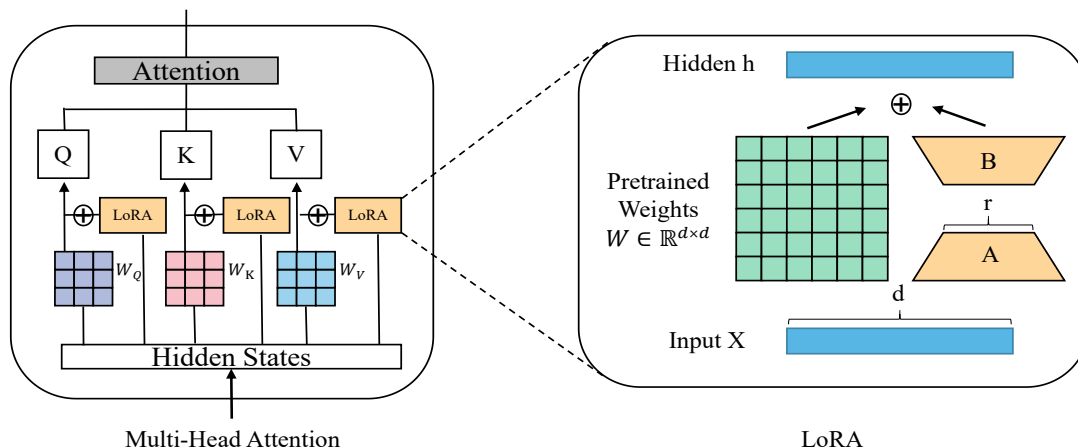 Attention
Q
K
V
LoRA
LoRA
LoRA
W_Q
W_K
W_V
Hidden States
Multi-Head Attention
Hidden h
Pretrained
Weights
W ∈ ℝ^{d×d}
B
r
A
d
Input X
LoRA